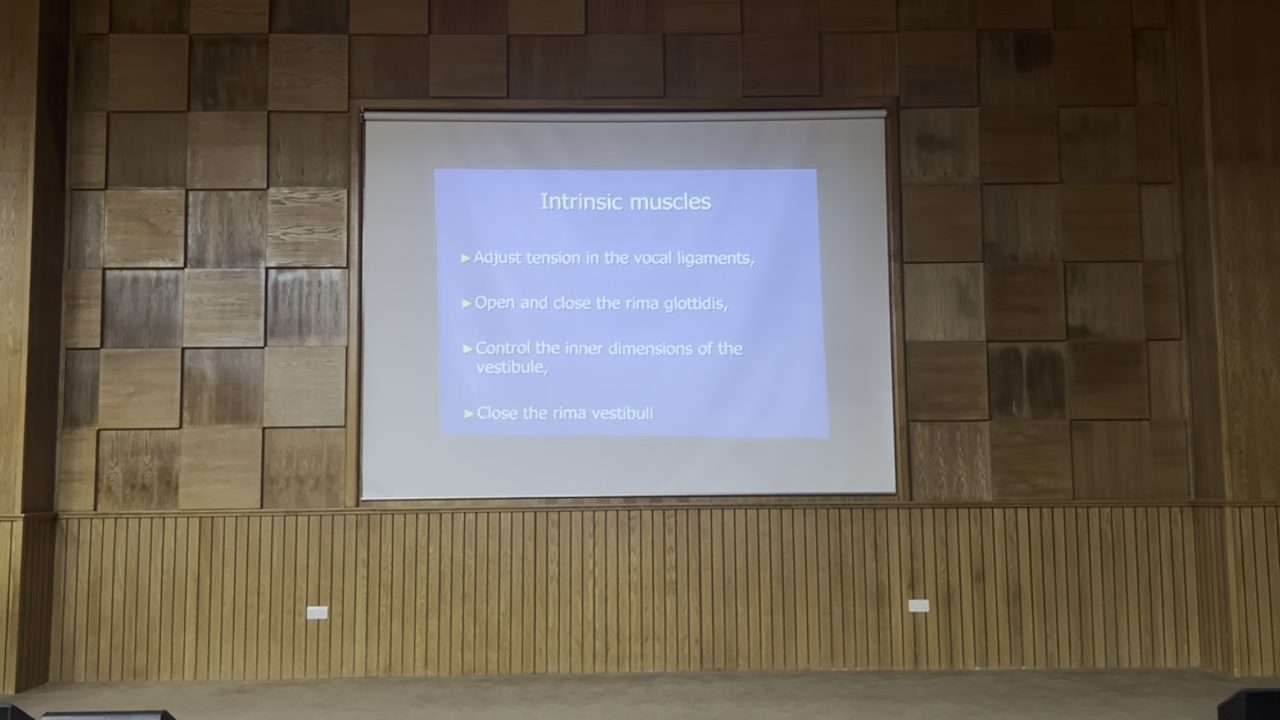 Intrinsic muscles
►Adjust tension in the vocal ligaments,
►Open and close the rima glottidis,
►Control the inner dimensions of the
vestibule,
►Close the rima vestibuli